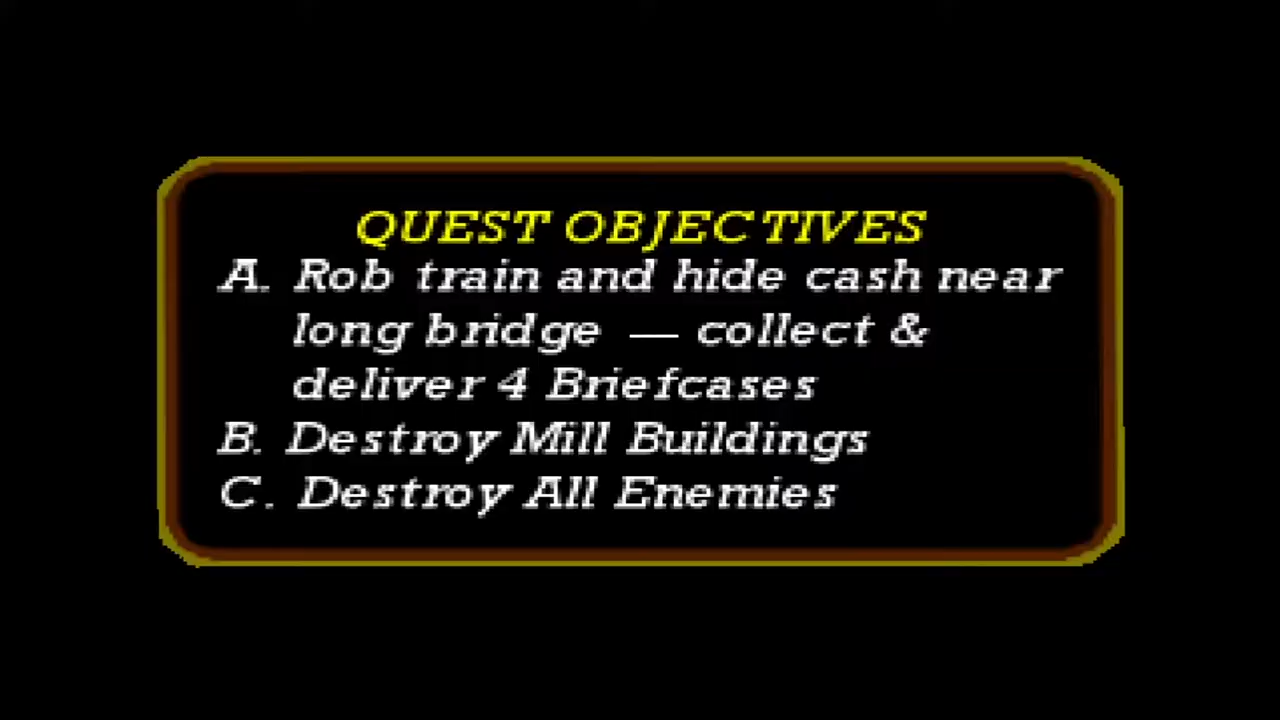 QUEST OBJECTIVES
A. Rob train and hide cash near
long bridge — collect &
deliver 4 Briefcases
B. Destroy Mill Buildings
C. Destroy All Enemies